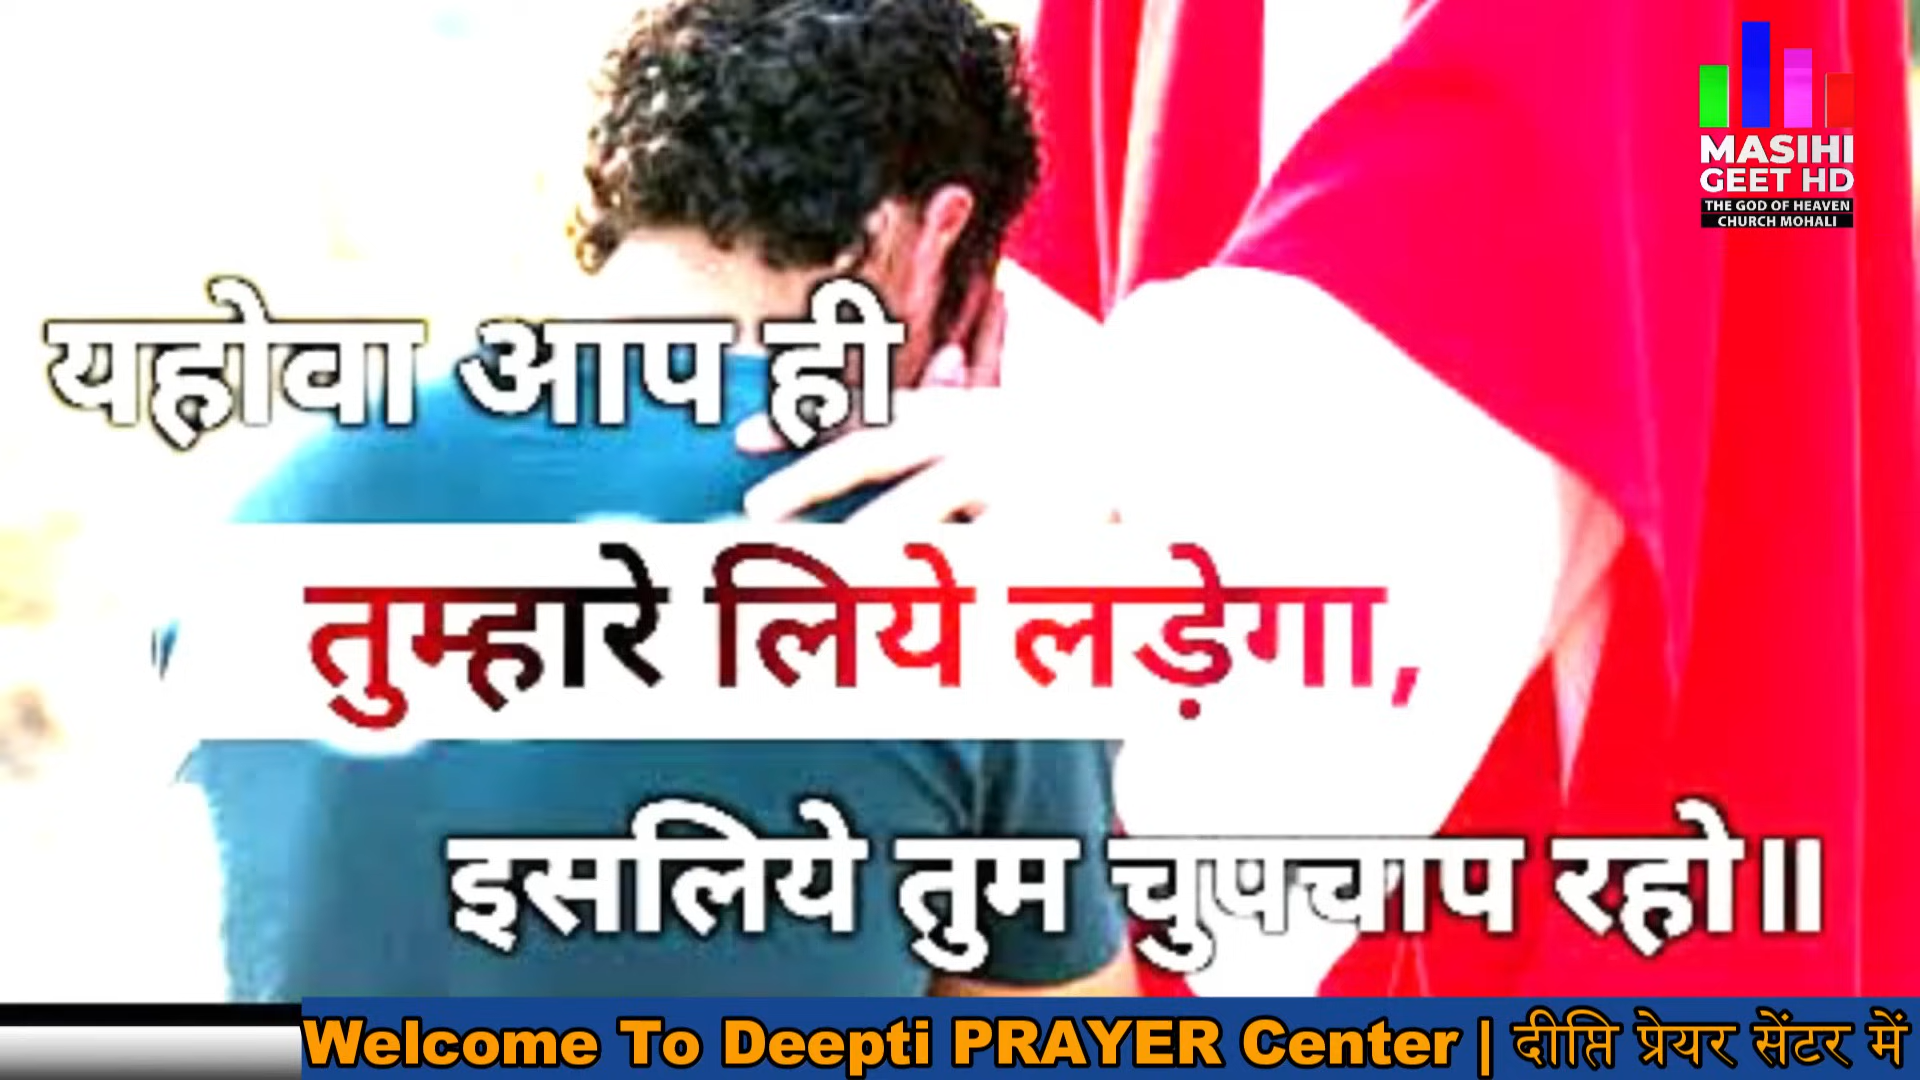 MASIHI
GEET HD
THE GOD OF HEAVEN
CHURCH MOHALI
यहोवा आप ही
तुम्हारे लिये लड़ेगा,
इसलिये तुम चुपचाप रहो॥
Welcome To Deepti PRAYER Center | दीप्ति प्रेयर सेंटर में